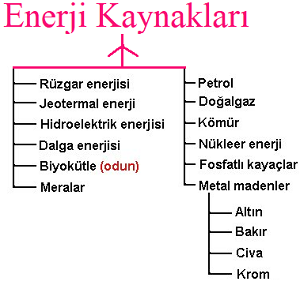 Enerji Kaynakları
Rüzgar enerjisi
Jeotermal enerji
Hidroelektrik enerjisi
Dalga enerjisi
Biyokütle (odun)
Meralar
Petrol
Doğalgaz
Kömür
Nükleer enerji
Fosfatlı kayaçlar
Metal madenler
Altın
Bakır
Civa
Krom